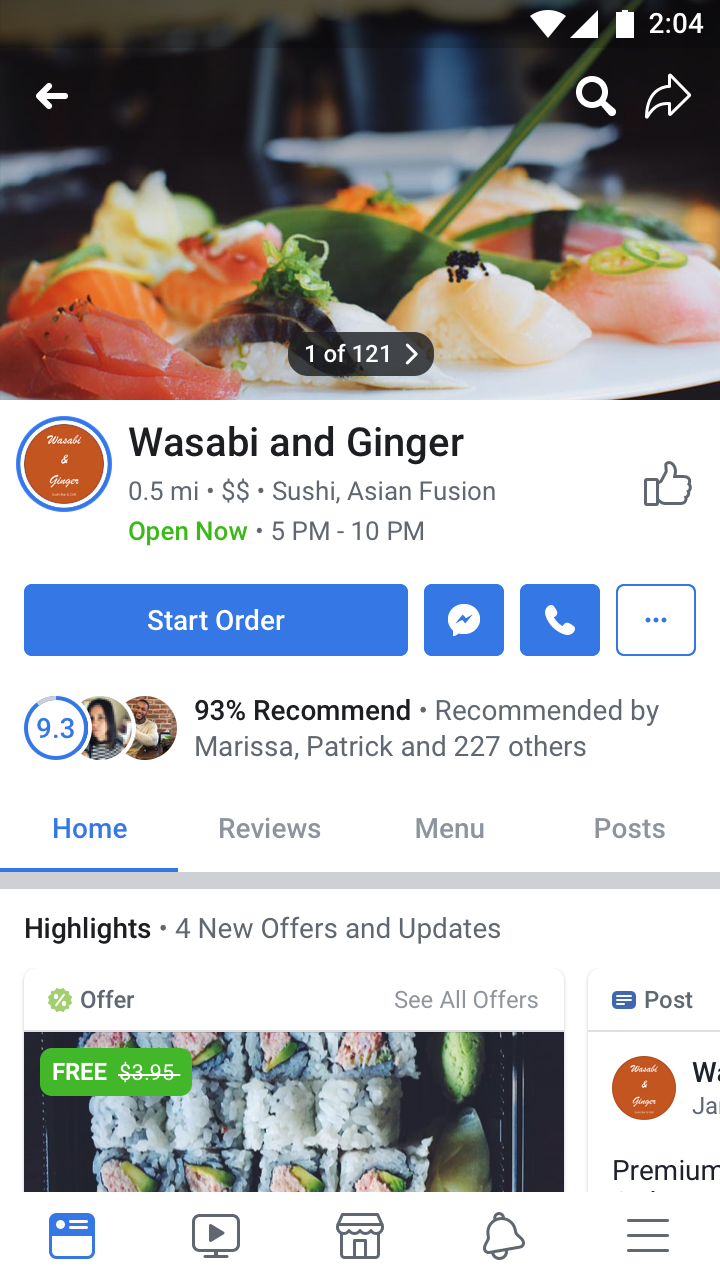 2:04
1 of 121
Wasabi
&
Ginger
Wasabi and Ginger
0.5 mi • $$ • Sushi, Asian Fusion
Open Now • 5 PM - 10 PM
Start Order
9.3
93% Recommend • Recommended by
Marissa, Patrick and 227 others
Home Reviews Menu Posts
Highlights • 4 New Offers and Updates
Offer See All Offers
Post
FREE $3.95
Wasabi
&
Ginger
Premium